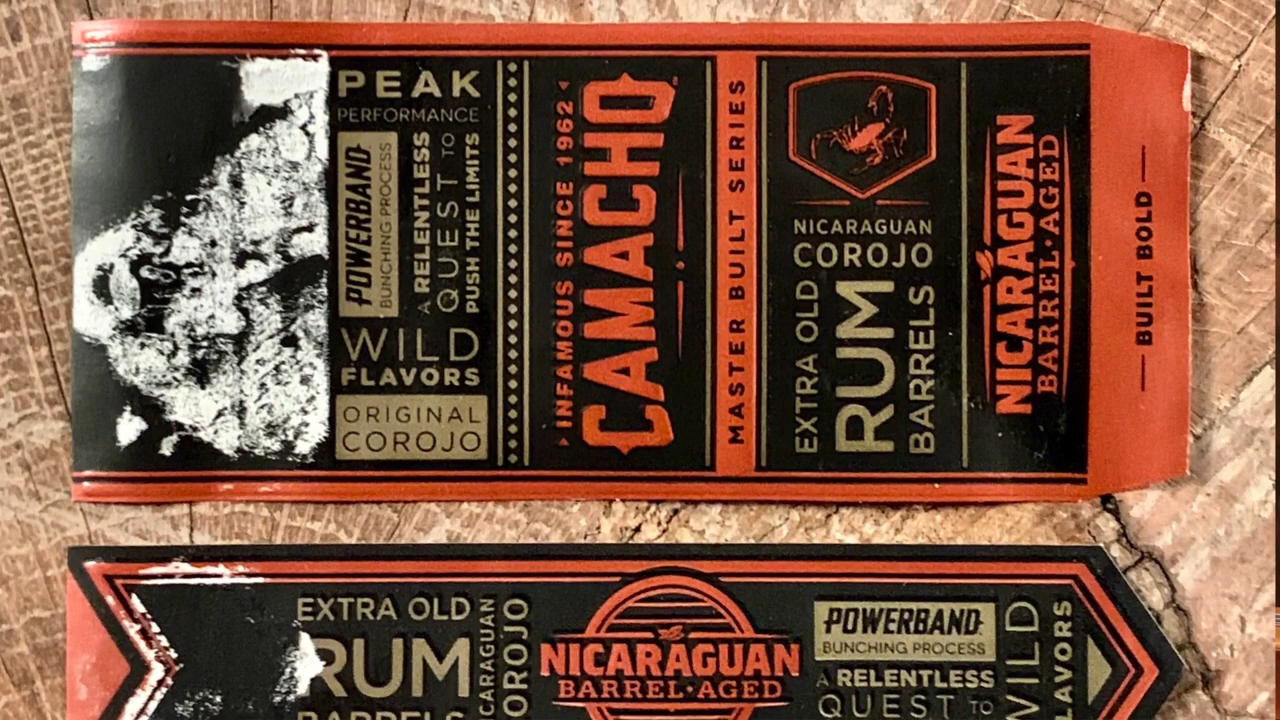 PEAK
PERFORMANCE
POWERBAND
BUNCHING PROCESS
A RELENTLESS
QUEST TO
PUSH THE LIMITS
WILD
FLAVORS
ORIGINAL
COROJO
INFAMOUS SINCE 1962
CAMACHO
MASTER BUILT SERIES
NICARAGUAN
COROJO
EXTRA OLD
RUM
BARRELS
NICARAGUAN
BARREL·AGED
BUILT BOLD
EXTRA OLD
RUM
BARRELS
NICARAGUAN
COROJO
NICARAGUAN
BARREL·AGED
POWERBAND
BUNCHING PROCESS
A RELENTLESS
QUEST TO
WILD
FLAVORS